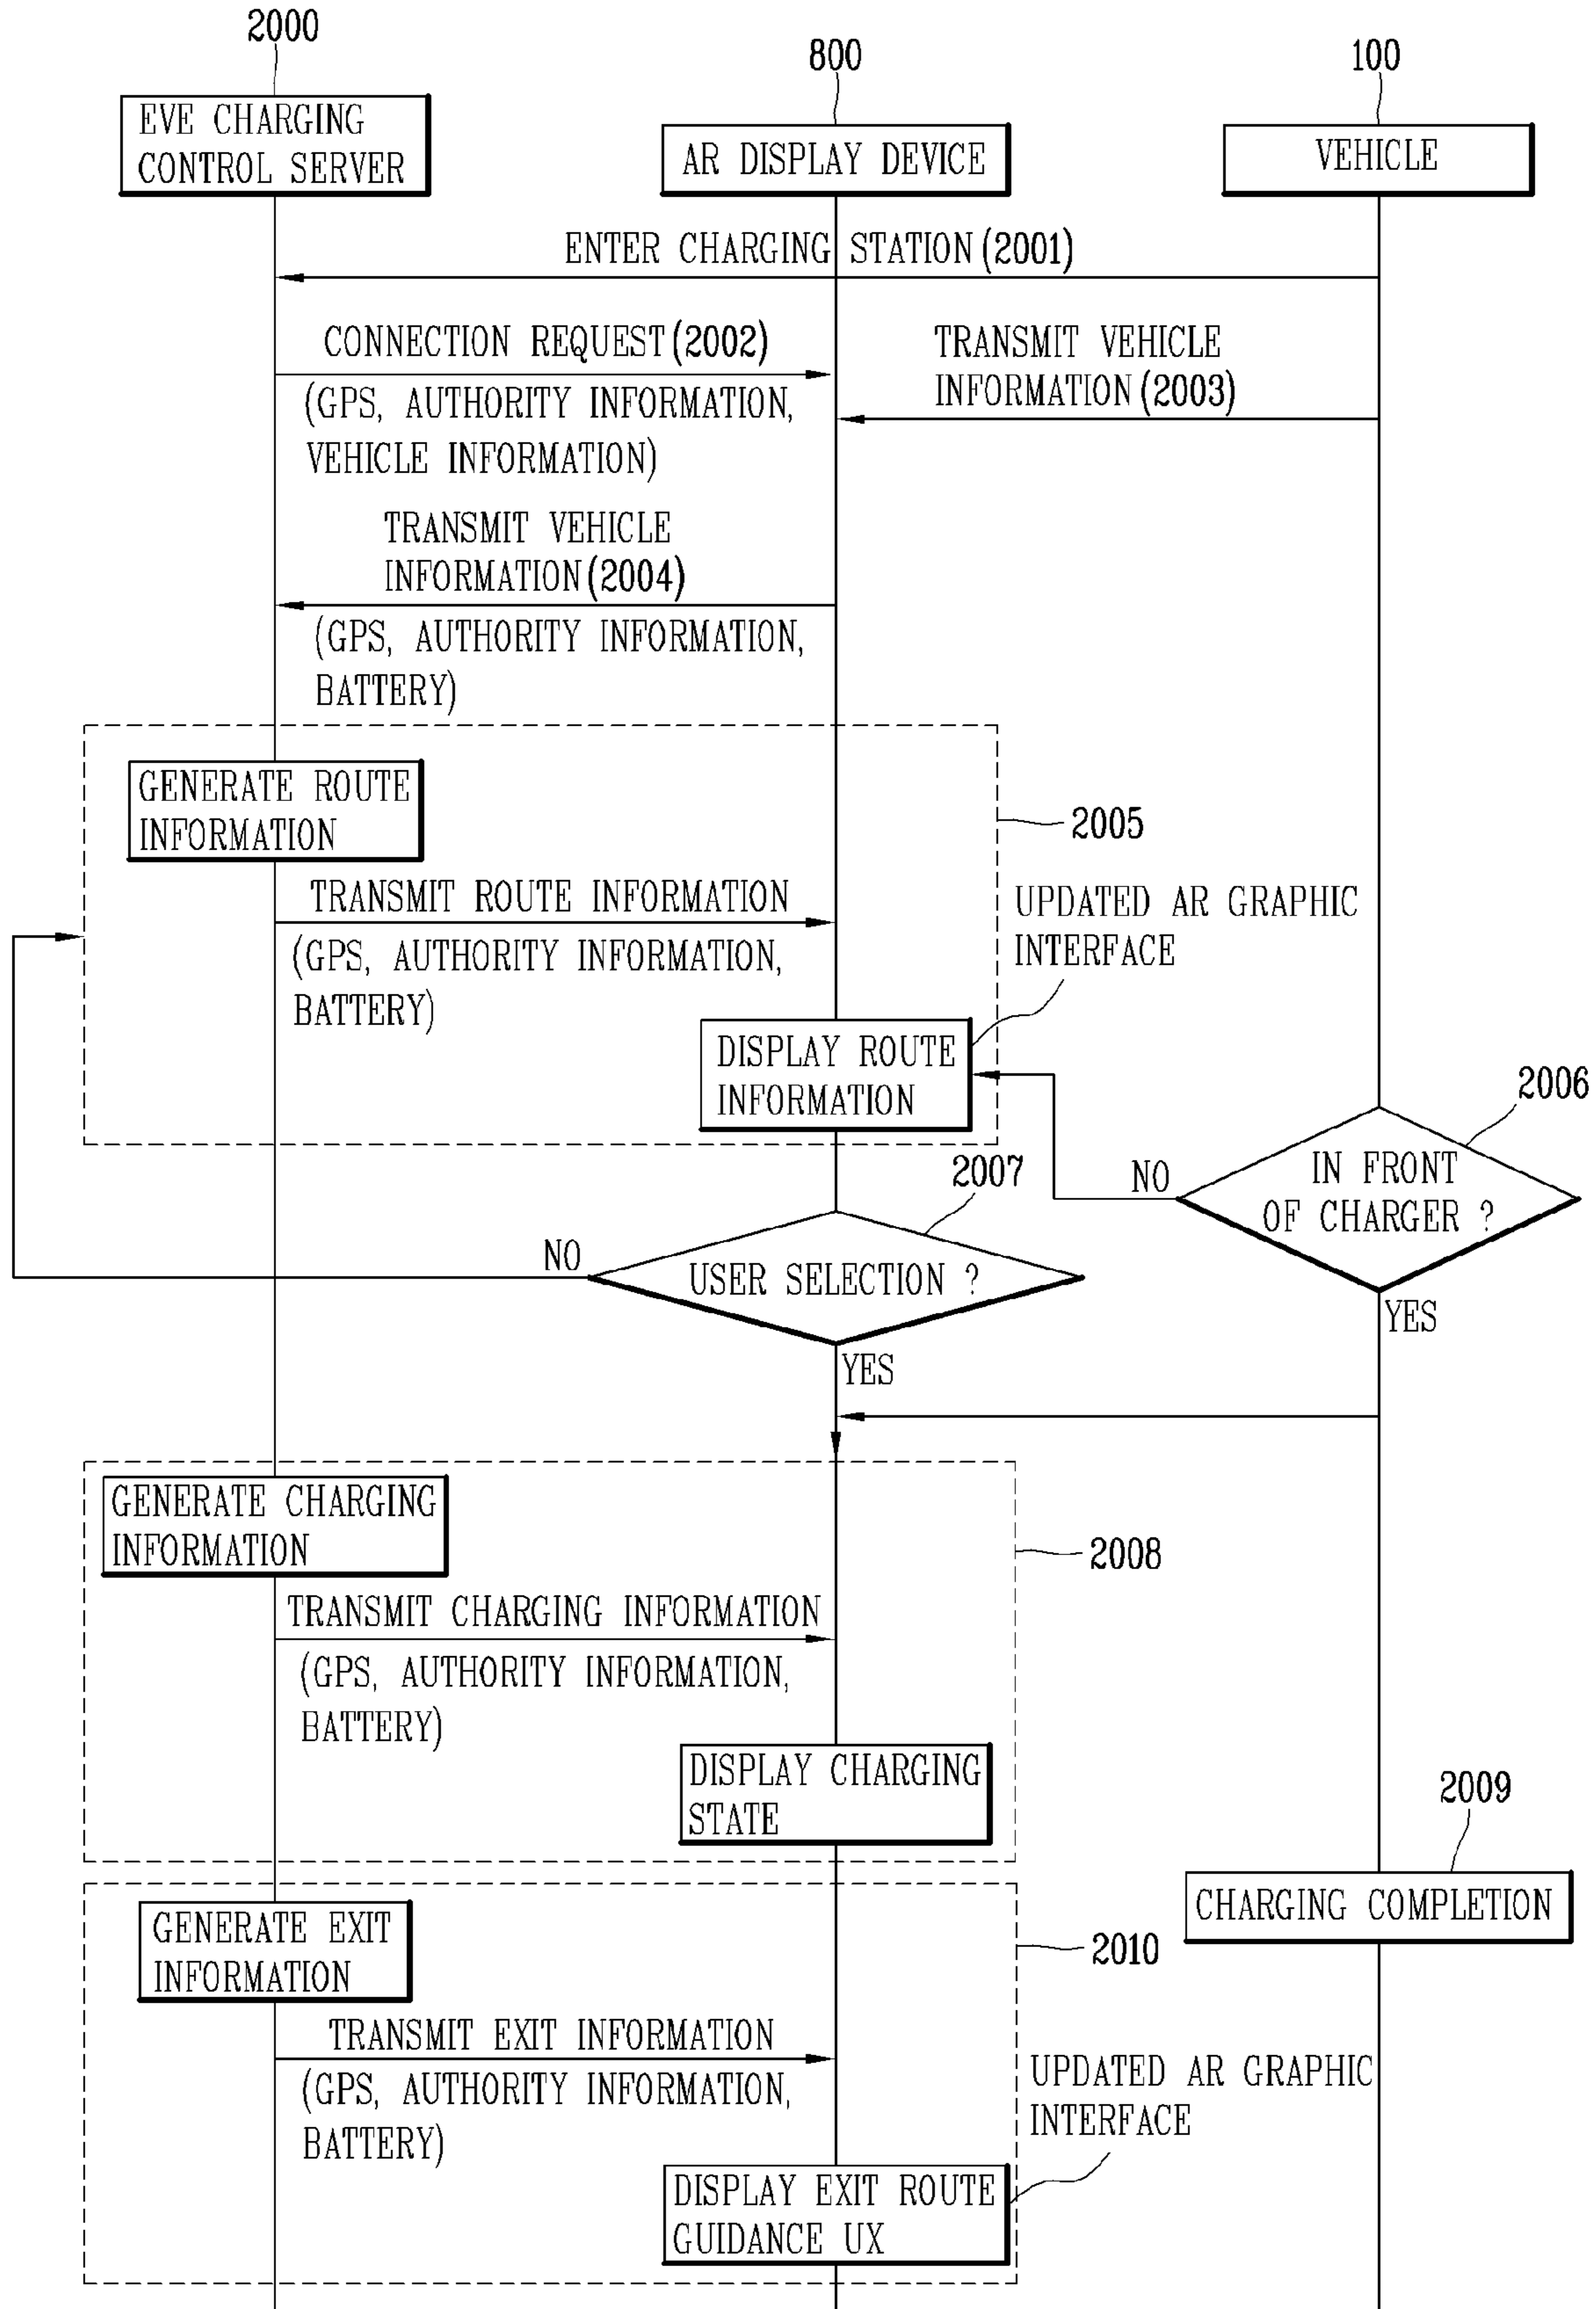 2000
800
100
EVE CHARGING
CONTROL SERVER
AR DISPLAY DEVICE
VEHICLE
ENTER CHARGING STATION(2001)
CONNECTION REQUEST(2002)
(GPS, AUTHORITY INFORMATION,
VEHICLE INFORMATION)
TRANSMIT VEHICLE
INFORMATION(2003)
TRANSMIT VEHICLE
INFORMATION(2004)
(GPS, AUTHORITY INFORMATION,
BATTERY)
GENERATE ROUTE
INFORMATION
2005
TRANSMIT ROUTE INFORMATION
(GPS, AUTHORITY INFORMATION,
BATTERY)
UPDATED AR GRAPHIC
INTERFACE
DISPLAY ROUTE
INFORMATION
2006
IN FRONT
OF CHARGER ?
NO
YES
2007
USER SELECTION ?
NO
YES
GENERATE CHARGING
INFORMATION
2008
TRANSMIT CHARGING INFORMATION
(GPS, AUTHORITY INFORMATION,
BATTERY)
DISPLAY CHARGING
STATE
2009
CHARGING COMPLETION
GENERATE EXIT
INFORMATION
2010
TRANSMIT EXIT INFORMATION
(GPS, AUTHORITY INFORMATION,
BATTERY)
UPDATED AR GRAPHIC
INTERFACE
DISPLAY EXIT ROUTE
GUIDANCE UX